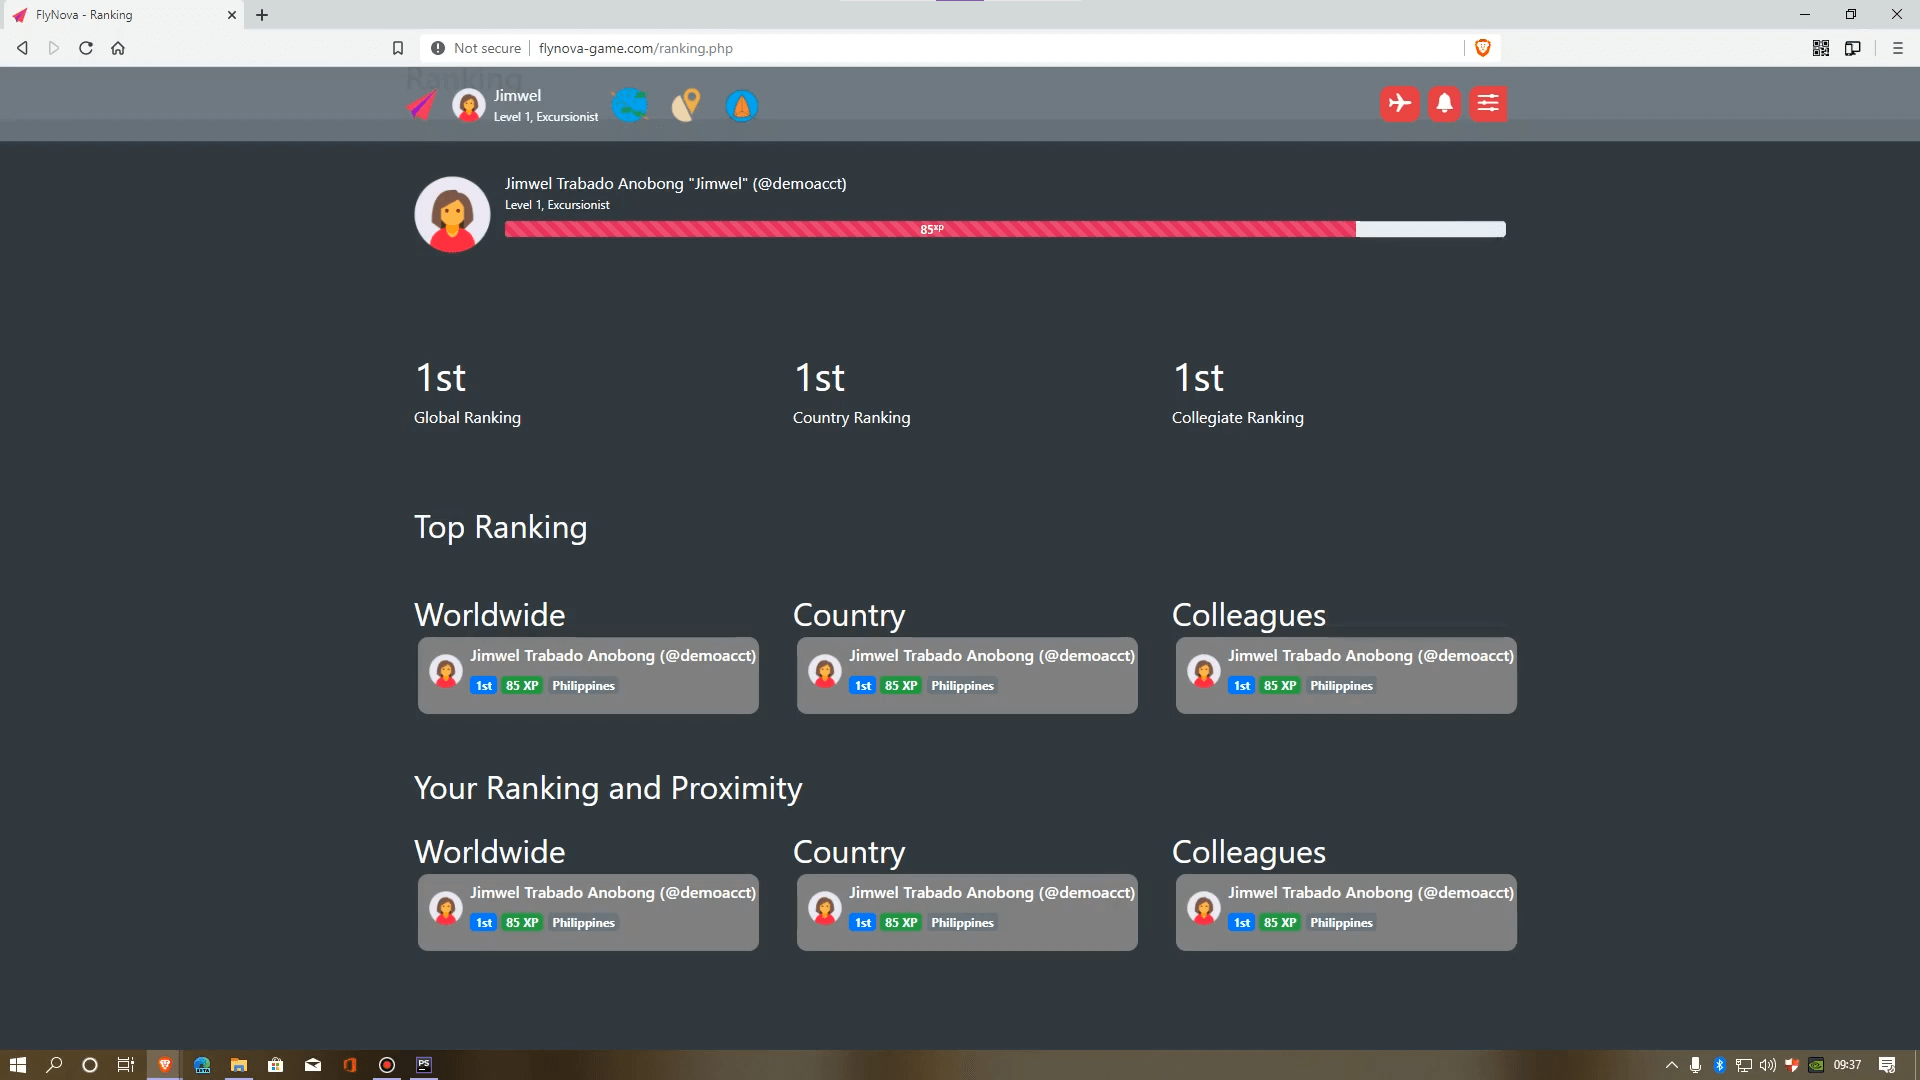 FlyNova - Ranking
Not secure
flynova-game.com/ranking.php
Ranking
Jimwel
Level 1, Excursionist
Jimwel Trabado Anobong "Jimwel" (@demoacct)
Level 1, Excursionist
85xp
1st 1st 1st
Global Ranking Country Ranking Collegiate Ranking
Top Ranking
Worldwide Country Colleagues
Jimwel Trabado Anobong (@demoacct) Jimwel Trabado Anobong (@demoacct) Jimwel Trabado Anobong (@demoacct)
1st 85 XP Philippines 1st 85 XP Philippines 1st 85 XP Philippines
Your Ranking and Proximity
Worldwide Country Colleagues
Jimwel Trabado Anobong (@demoacct) Jimwel Trabado Anobong (@demoacct) Jimwel Trabado Anobong (@demoacct)
1st 85 XP Philippines 1st 85 XP Philippines 1st 85 XP Philippines
PS
09:37